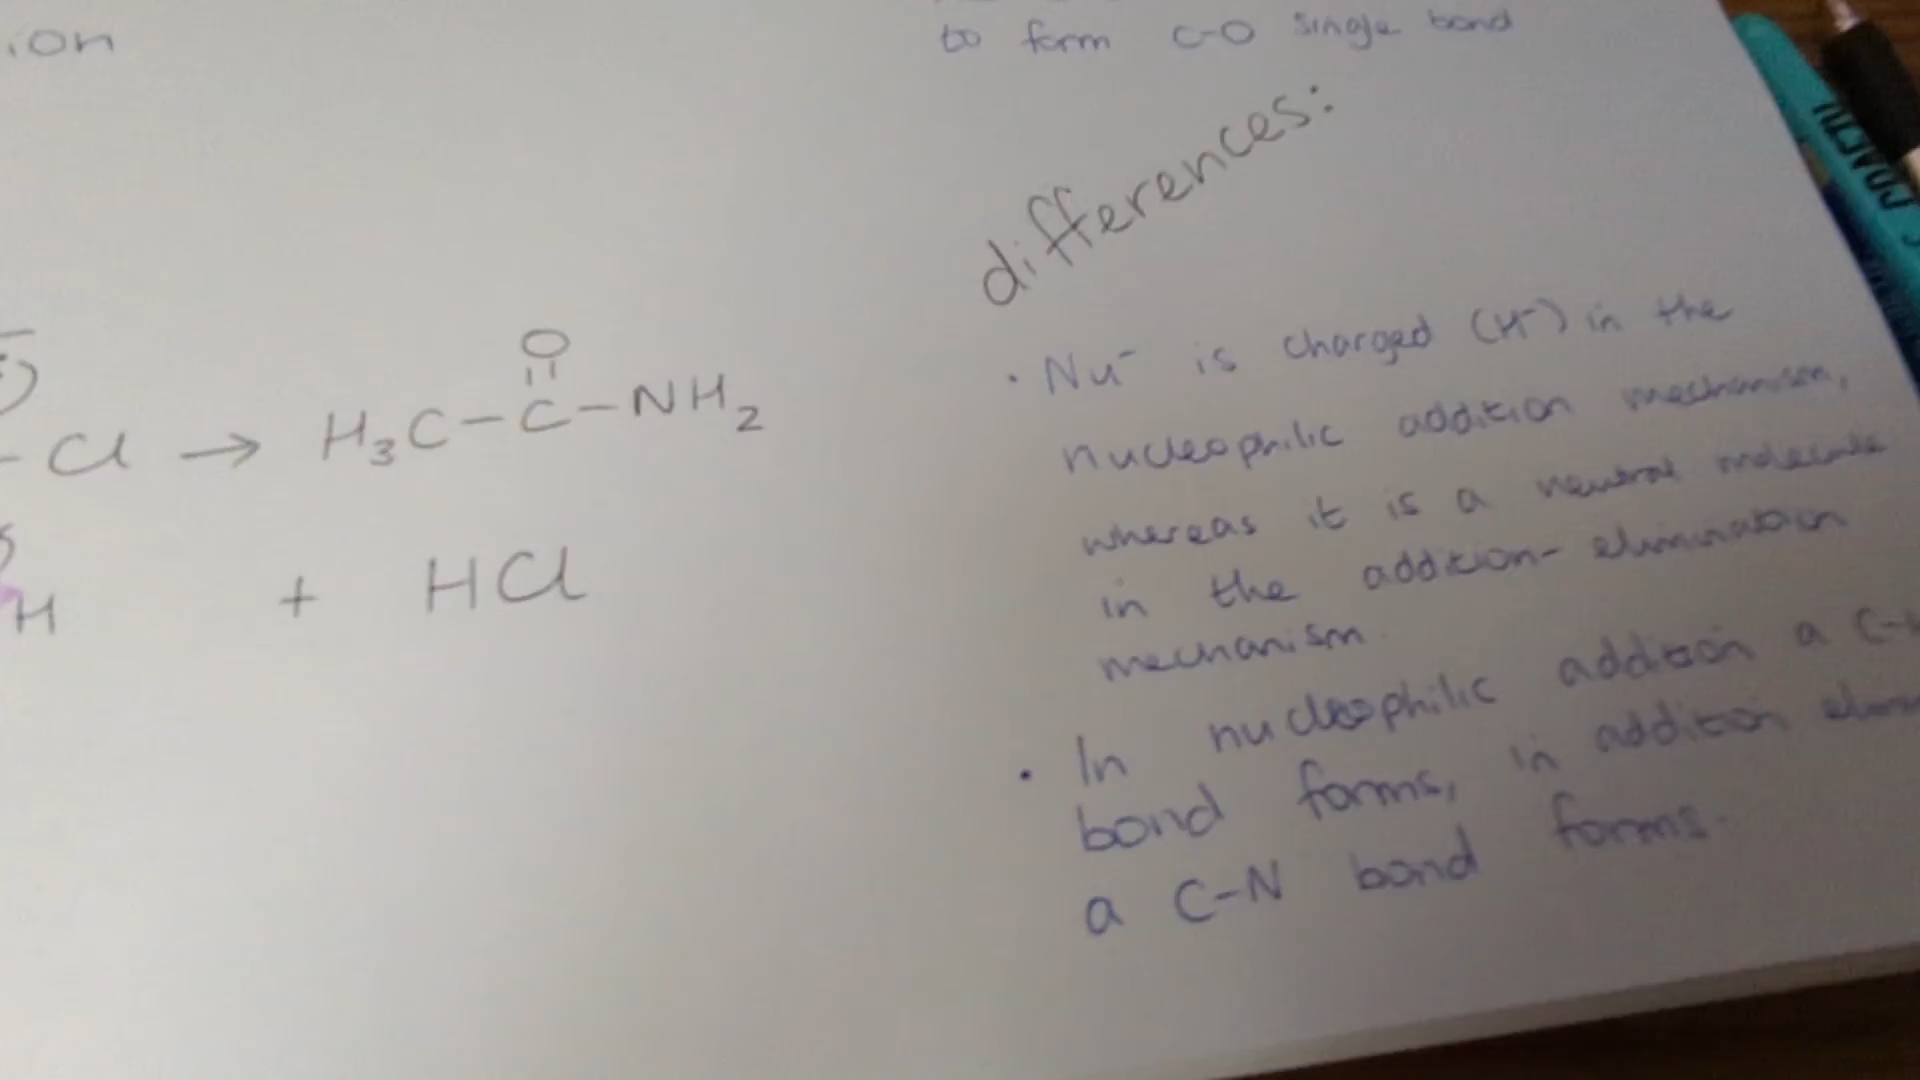 ion
to form C-O single bond
differences:
O
-Cl → H₃C-C-NH₂
H + HCl
· Nu⁻ is charged (H⁻) in the
nucleophilic addition mechanism,
whereas it is a neutral molecule
in the addition-elimination
mechanism.
· In nucleophilic addition a C-
bond forms, in addition elim
a C-N bond forms.